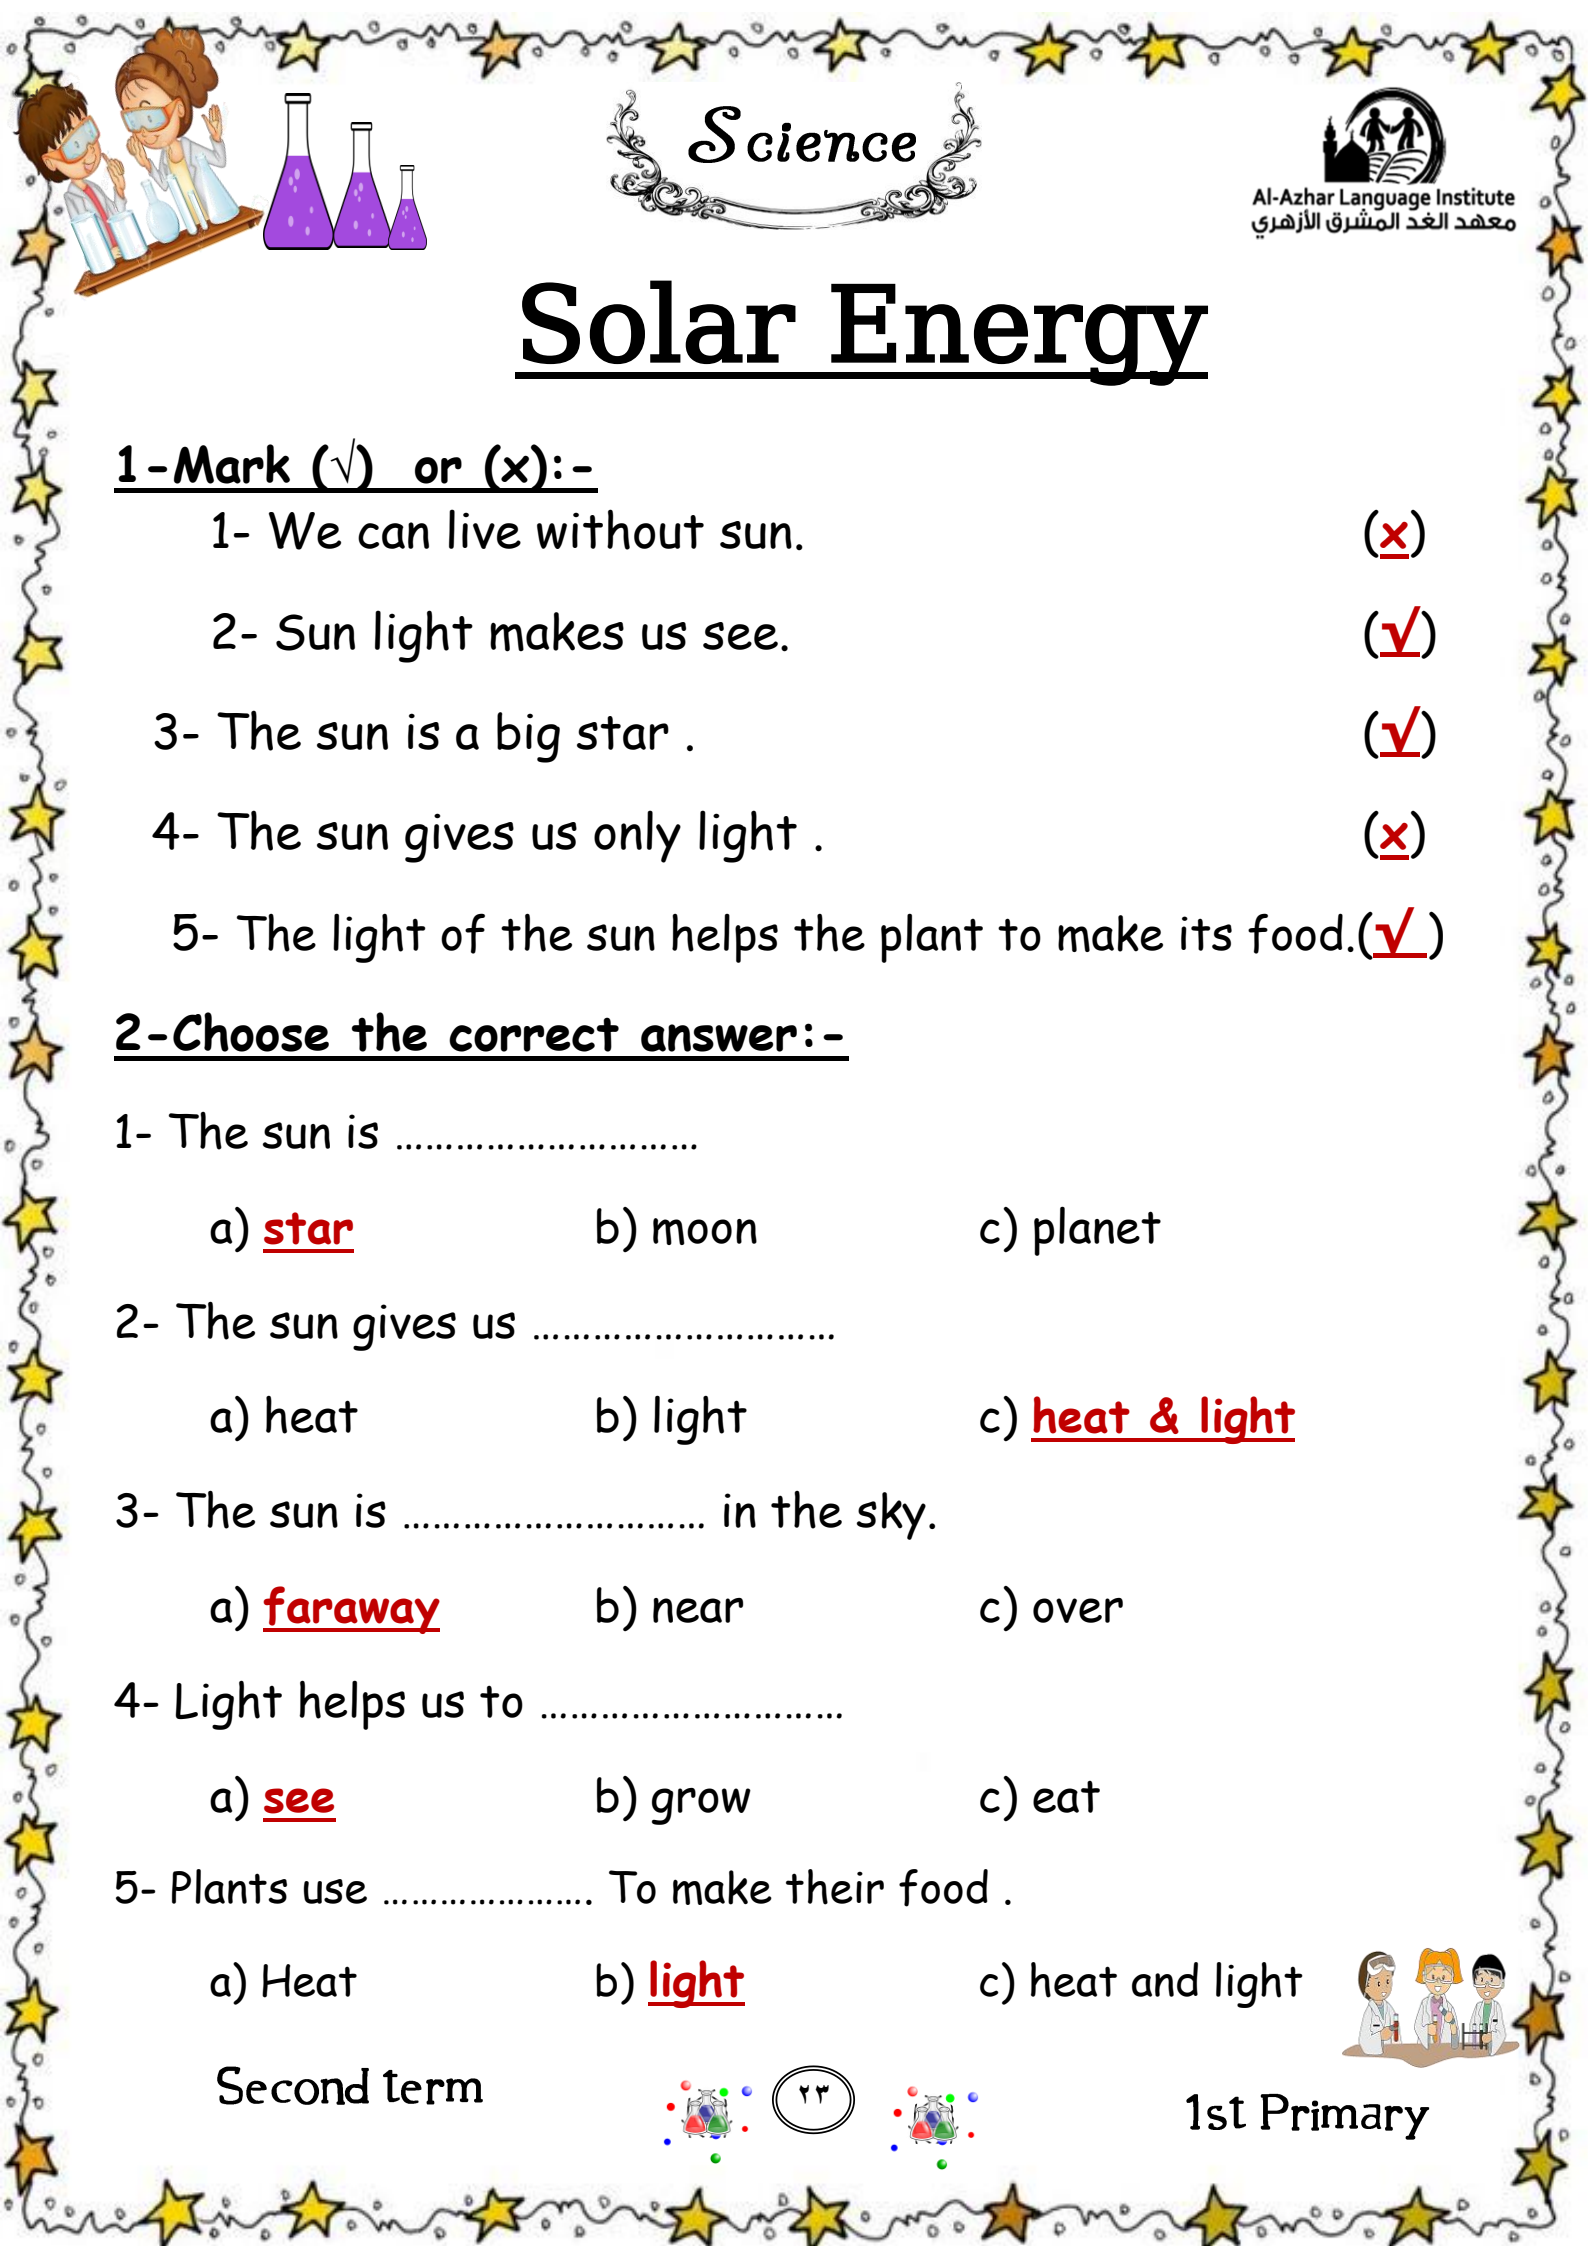 Science
Al-Azhar Language Institute
معهد الغد المشرق الأزهري
Solar Energy
1-Mark (√) or (x):-
1- We can live without sun. (x)
2- Sun light makes us see. (√)
3- The sun is a big star . (√)
4- The sun gives us only light . (x)
5- The light of the sun helps the plant to make its food.(√ )
2-Choose the correct answer:-
1- The sun is …………………………
a) star b) moon c) planet
2- The sun gives us …………………………
a) heat b) light c) heat & light
3- The sun is ………………………… in the sky.
a) faraway b) near c) over
4- Light helps us to …………………………
a) see b) grow c) eat
5- Plants use …………………. To make their food .
a) Heat b) light c) heat and light
Second term
٢٣
1st Primary